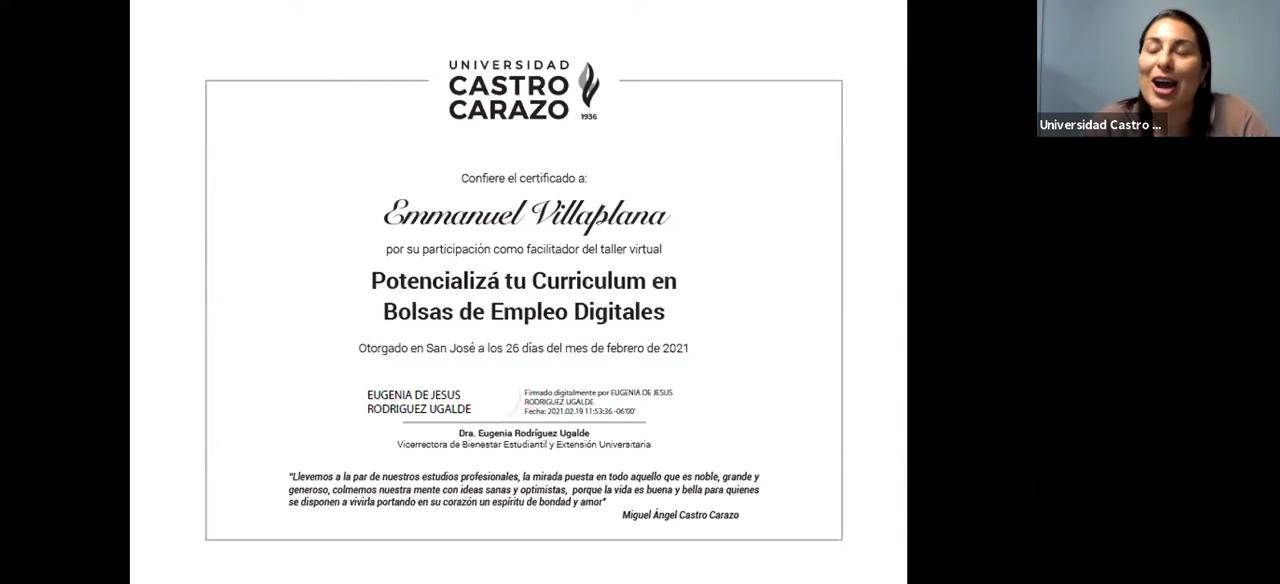 UNIVERSIDAD
CASTRO
CARAZO
1936
Universidad Castro ...
Confiere el certificado a:
Emmanuel Villaplana
por su participación como facilitador del taller virtual
Potencializá tu Curriculum en
Bolsas de Empleo Digitales
Otorgado en San José a los 26 días del mes de febrero de 2021
EUGENIA DE JESUS
RODRIGUEZ UGALDE
Firmado digitalmente por EUGENIA DE JESUS
RODRIGUEZ UGALDE
Fecha: 2021.02.19 11:53:36 -06'00'
Dra. Eugenia Rodríguez Ugalde
Vicerrectora de Bienestar Estudiantil y Extensión Universitaria
"Llevemos a la par de nuestros estudios profesionales, la mirada puesta en todo aquello que es noble, grande y
generoso, colmemos nuestra mente con ideas sanas y optimistas, porque la vida es buena y bella para quienes
se disponen a vivirla portando en su corazón un espíritu de bondad y amor"
Miguel Ángel Castro Carazo